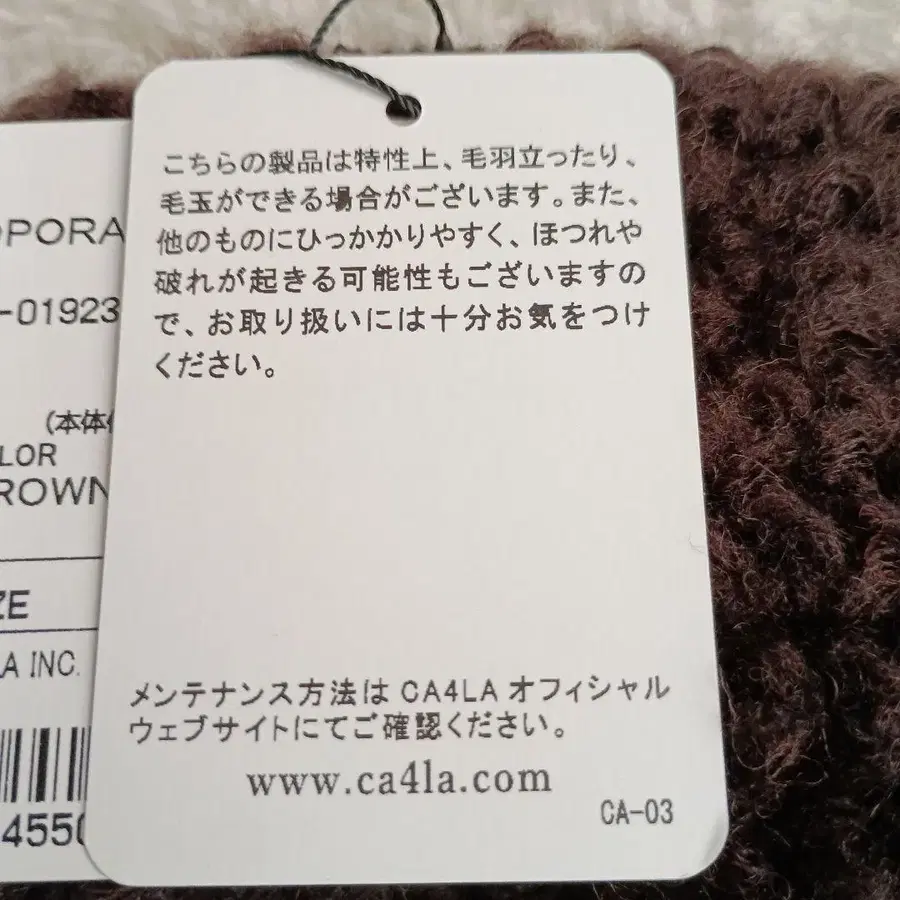 こちらの製品は特性上、毛羽立ったり、
毛玉ができる場合がございます。また、
他のものにひっかかりやすく、ほつれや
破れが起きる可能性もございますの
で、お取り扱いには十分お気をつけ
ください。
メンテナンス方法は CA4LA オフィシャル
ウェブサイトにてご確認ください。
www.ca4la.com
CA-03
PORA
-01923
(本体
LOR
ROWN
ZE
LA INC.
455